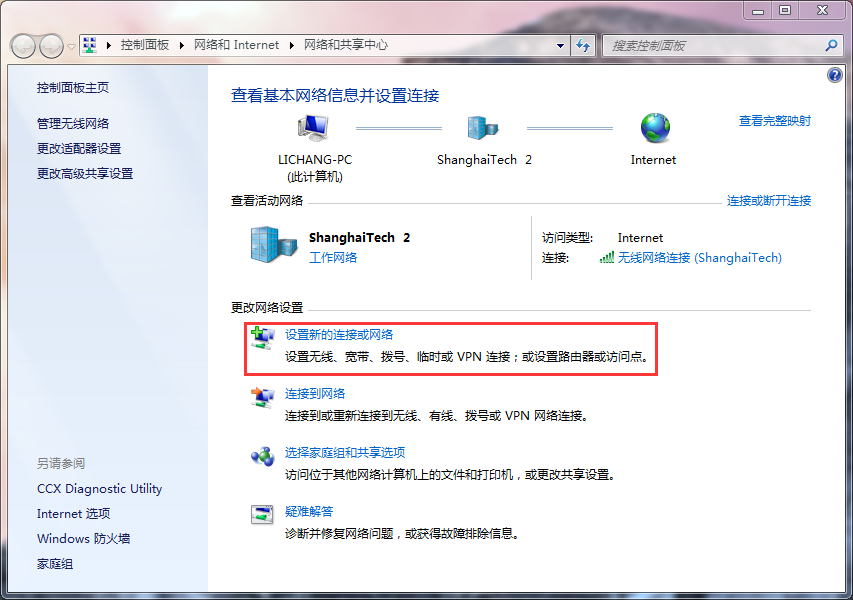 控制面板 ▸ 网络和 Internet ▸ 网络和共享中心
搜索控制面板
控制面板主页
管理无线网络
更改适配器设置
更改高级共享设置
另请参阅
CCX Diagnostic Utility
Internet 选项
Windows 防火墙
家庭组
查看基本网络信息并设置连接
查看完整映射
LICHANG-PC
(此计算机)
ShanghaiTech 2
Internet
查看活动网络
连接或断开连接
ShanghaiTech 2
工作网络
访问类型: Internet
连接: 无线网络连接 (ShanghaiTech)
更改网络设置
设置新的连接或网络
设置无线、宽带、拨号、临时或 VPN 连接；或设置路由器或访问点。
连接到网络
连接到或重新连接到无线、有线、拨号或 VPN 网络连接。
选择家庭组和共享选项
访问位于其他网络计算机上的文件和打印机，或更改共享设置。
疑难解答
诊断并修复网络问题，或获得故障排除信息。